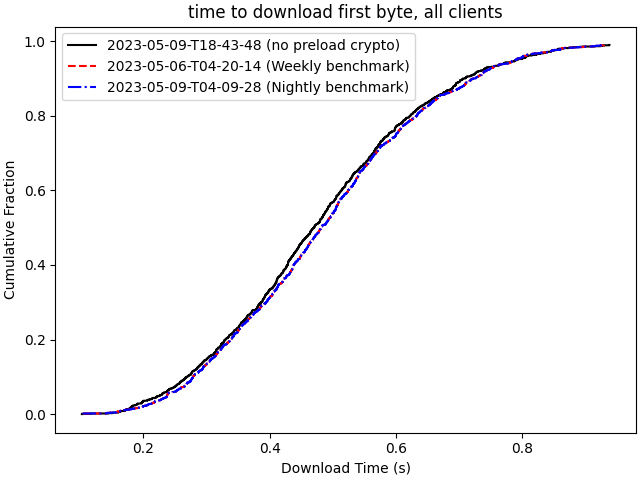 time to download first byte, all clients
2023-05-09-T18-43-48 (no preload crypto)
2023-05-06-T04-20-14 (Weekly benchmark)
2023-05-09-T04-09-28 (Nightly benchmark)
Cumulative Fraction
1.0
0.8
0.6
0.4
0.2
0.0
0.2 0.4 0.6 0.8
Download Time (s)